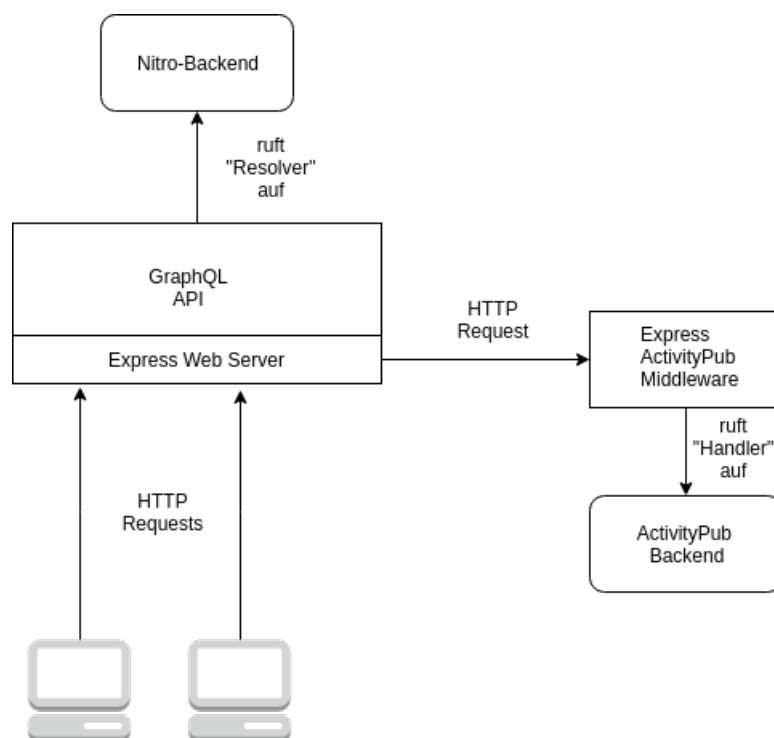 Nitro-Backend
ruft
"Resolver"
auf
GraphQL
API
Express Web Server
HTTP
Request
Express
ActivityPub
Middleware
ruft
"Handler"
auf
ActivityPub
Backend
HTTP
Requests